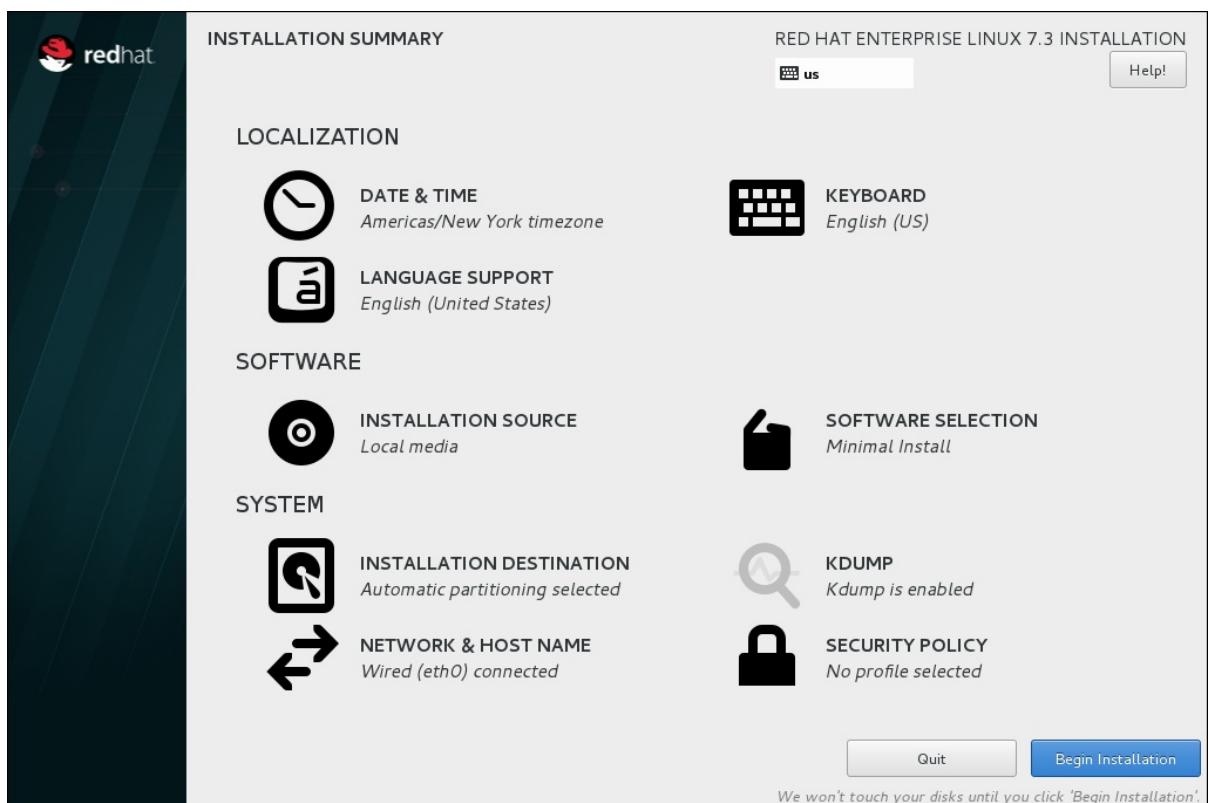 redhat
INSTALLATION SUMMARY
RED HAT ENTERPRISE LINUX 7.3 INSTALLATION
us
Help!
LOCALIZATION
DATE & TIME
Americas/New York timezone
KEYBOARD
English (US)
á
LANGUAGE SUPPORT
English (United States)
SOFTWARE
INSTALLATION SOURCE
Local media
SOFTWARE SELECTION
Minimal Install
SYSTEM
INSTALLATION DESTINATION
Automatic partitioning selected
KDUMP
Kdump is enabled
NETWORK & HOST NAME
Wired (eth0) connected
SECURITY POLICY
No profile selected
Quit
Begin Installation
We won't touch your disks until you click 'Begin Installation'.